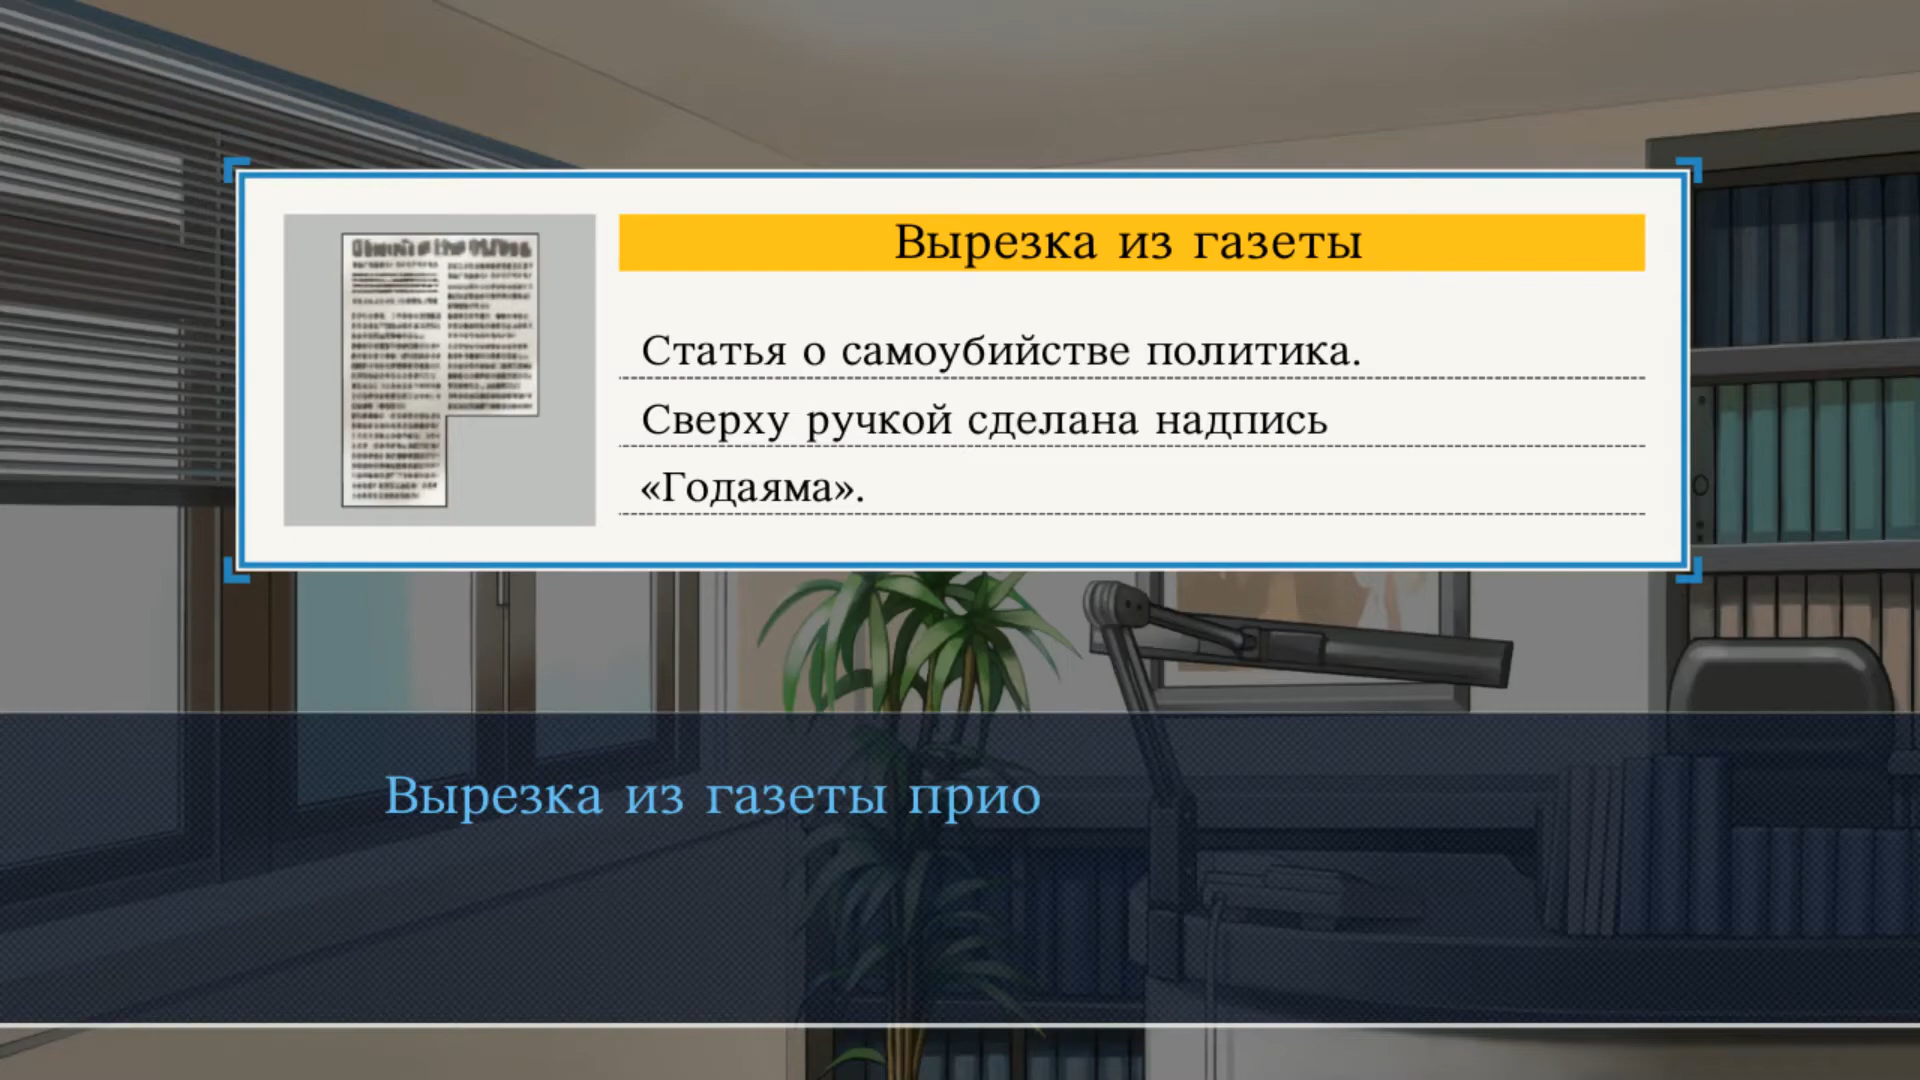 Вырезка из газеты
Статья о самоубийстве политика.
Сверху ручкой сделана надпись
«Годаяма».
Вырезка из газеты прио